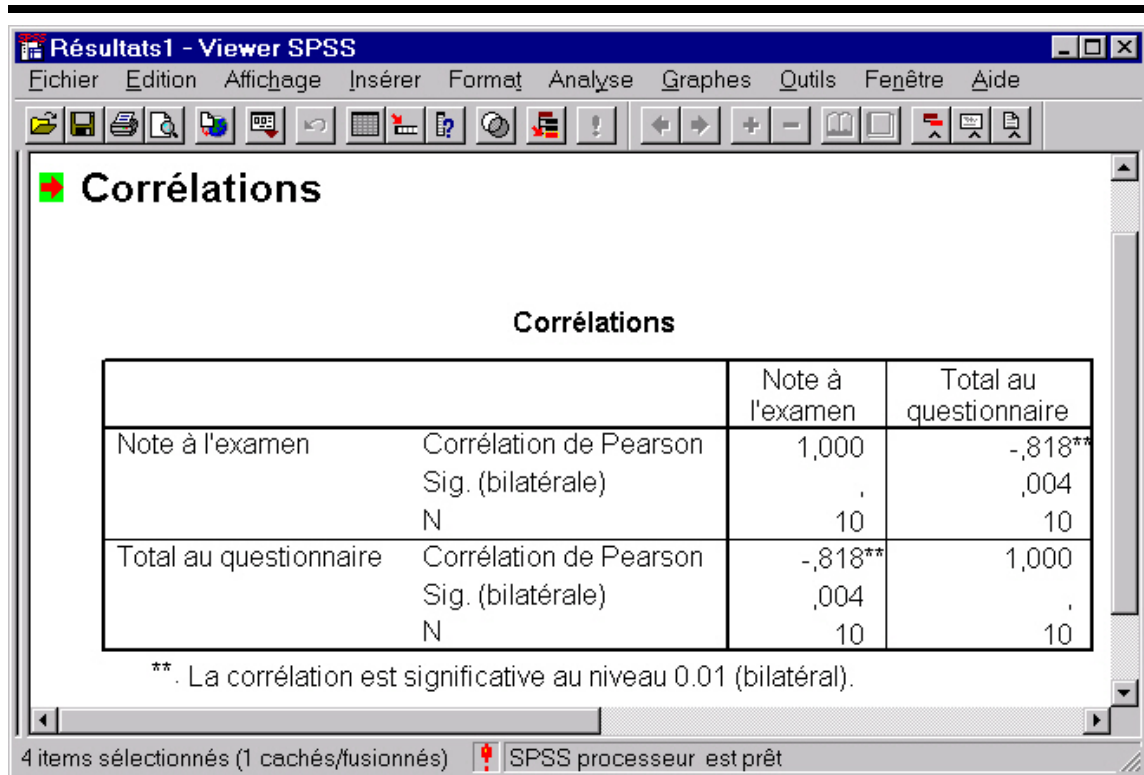 Résultats1 - Viewer SPSS
Fichier Edition Affichage Insérer Format Analyse Graphes Outils Fenêtre Aide
Corrélations
Corrélations
Note à l'examen Total au questionnaire
Note à l'examen Corrélation de Pearson 1,000 -,818**
Sig. (bilatérale) , ,004
N 10 10
Total au questionnaire Corrélation de Pearson -,818** 1,000
Sig. (bilatérale) ,004 ,
N 10 10
**. La corrélation est significative au niveau 0.01 (bilatéral).
4 items sélectionnés (1 cachés/fusionnés) SPSS processeur est prêt